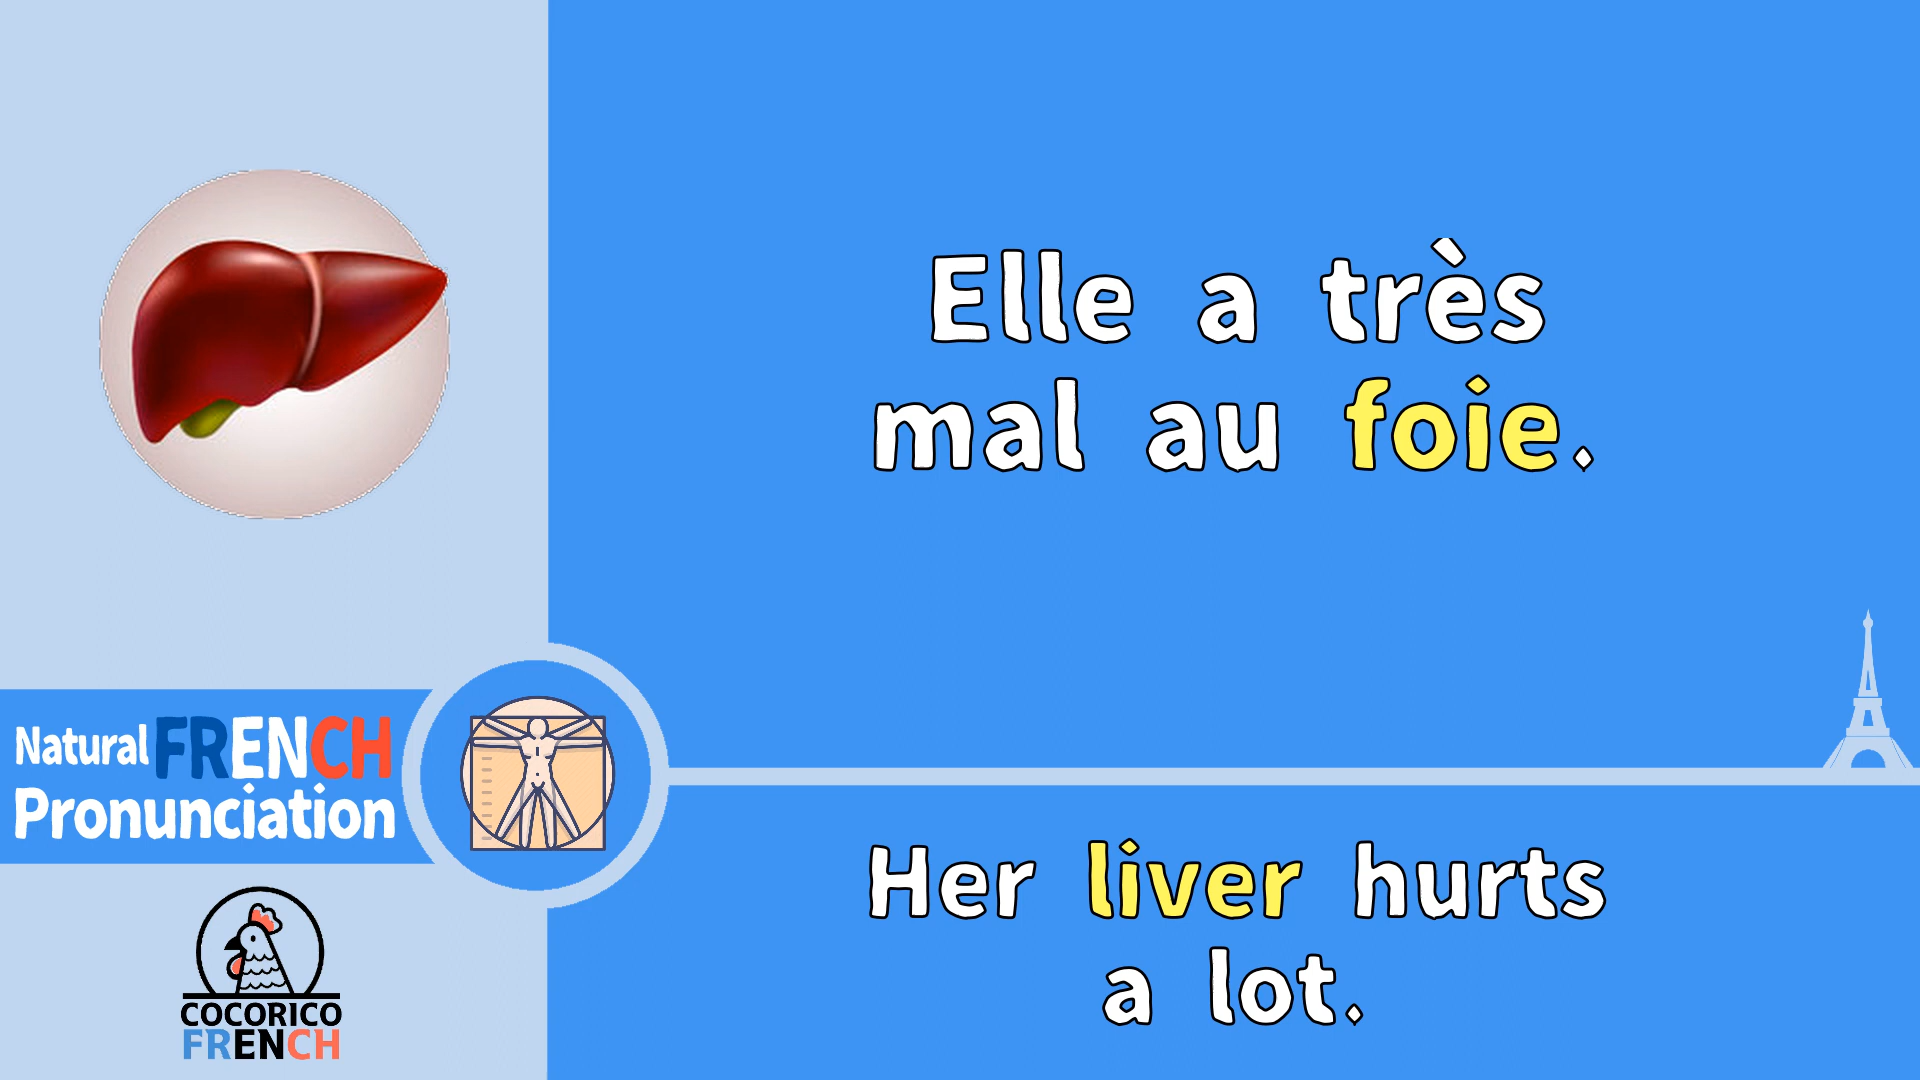 Elle a très
mal au foie.
Natural FRENCH
Pronunciation
Her liver hurts
a lot.
COCORICO
FRENCH